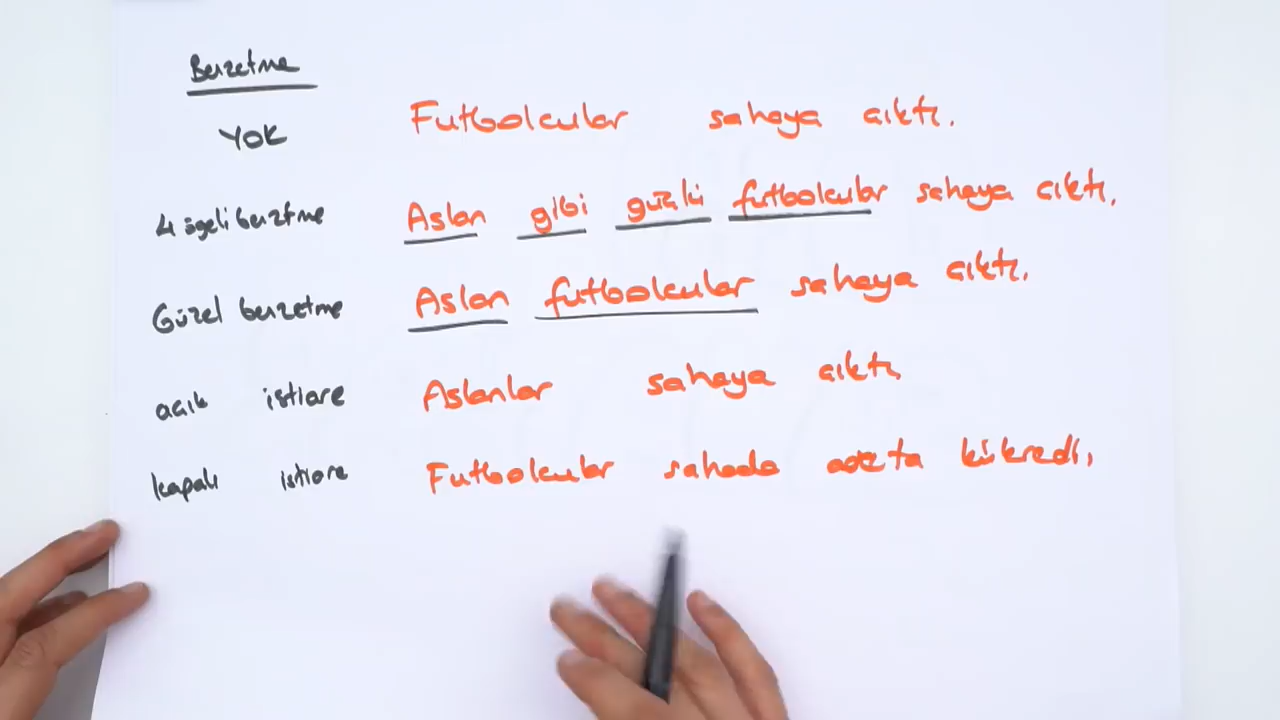 Benzetme
YOK Futbolcular sahaya çıktı.
4 ögeli benzetme Aslan gibi güçlü futbolcular sahaya çıktı.
Güzel benzetme Aslan futbolcular sahaya çıktı.
açık istiare Aslanlar sahaya çıktı.
kapalı istiare Futbolcular sahada adeta kükredi.